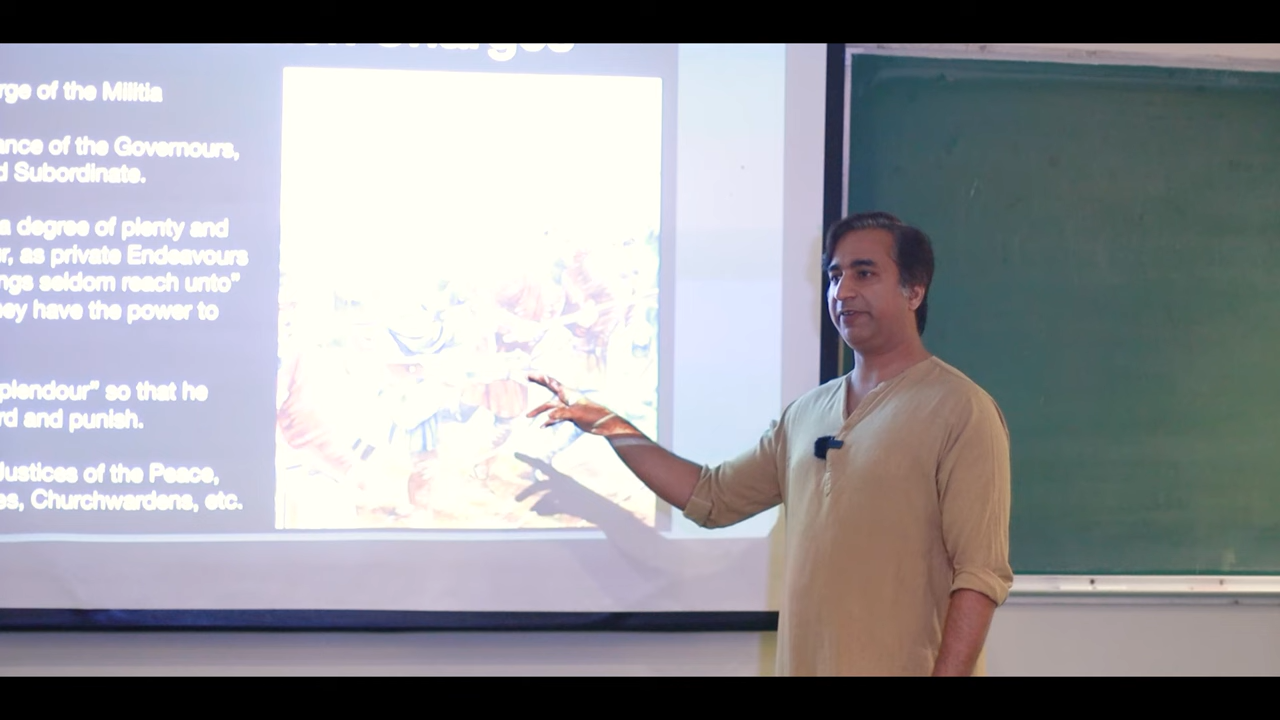 Charges
rge of the Militia
ance of the Governours,
d Subordinate.
a degree of plenty and
r, as private Endeavours
ngs seldom reach unto"
ey have the power to
plendour" so that he
rd and punish.
Justices of the Peace,
es, Churchwardens, etc.